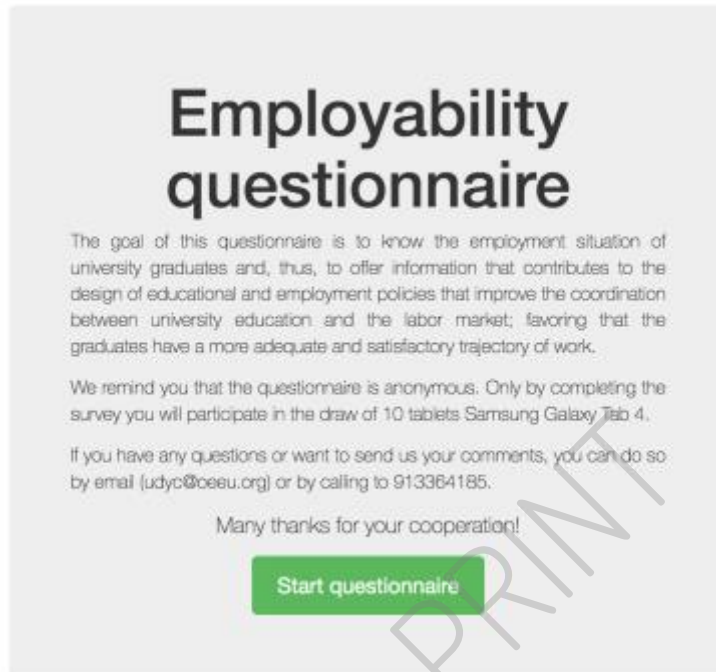 Employability
questionnaire
The goal of this questionnaire is to know the employment situation of
university graduates and, thus, to offer information that contributes to the
design of educational and employment policies that improve the coordination
between university education and the labor market; favoring that the
graduates have a more adequate and satisfactory trajectory of work.
We remind you that the questionnaire is anonymous. Only by completing the
survey you will participate in the draw of 10 tablets Samsung Galaxy Tab 4.
If you have any questions or want to send us your comments, you can do so
by email (udyc@oeeu.org) or by calling to 913364185.
Many thanks for your cooperation!
Start questionnaire
PRINT